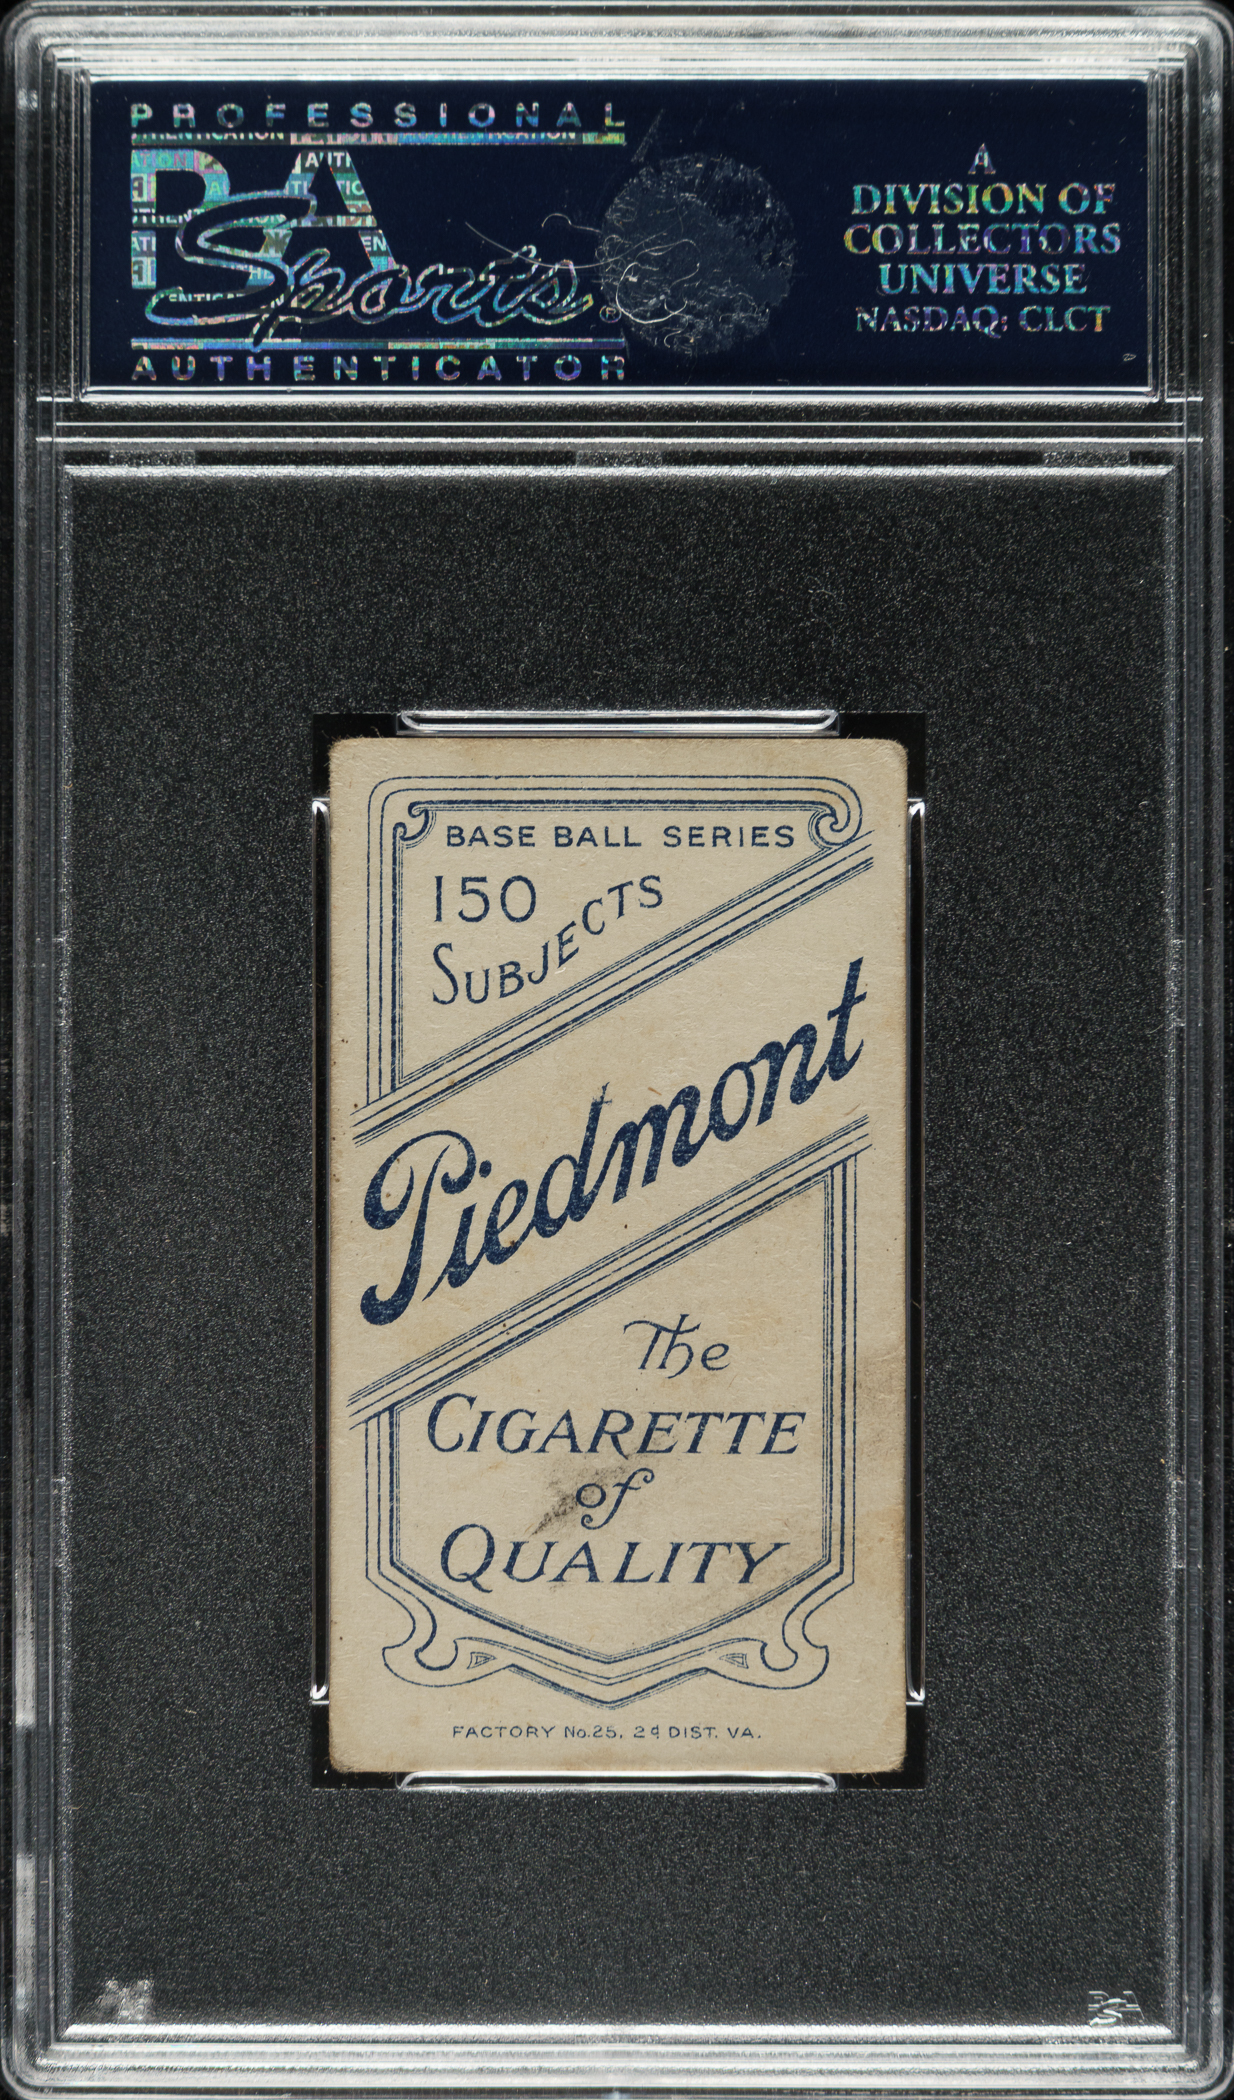 PROFESSIONAL
PSA
Sports®
AUTHENTICATOR
A
DIVISION OF
COLLECTORS
UNIVERSE
NASDAQ: CLCT
BASE BALL SERIES
150
SUBJECTS
Piedmont
The
CIGARETTE
of
QUALITY
FACTORY No.25, 2d DIST. VA.
PSA